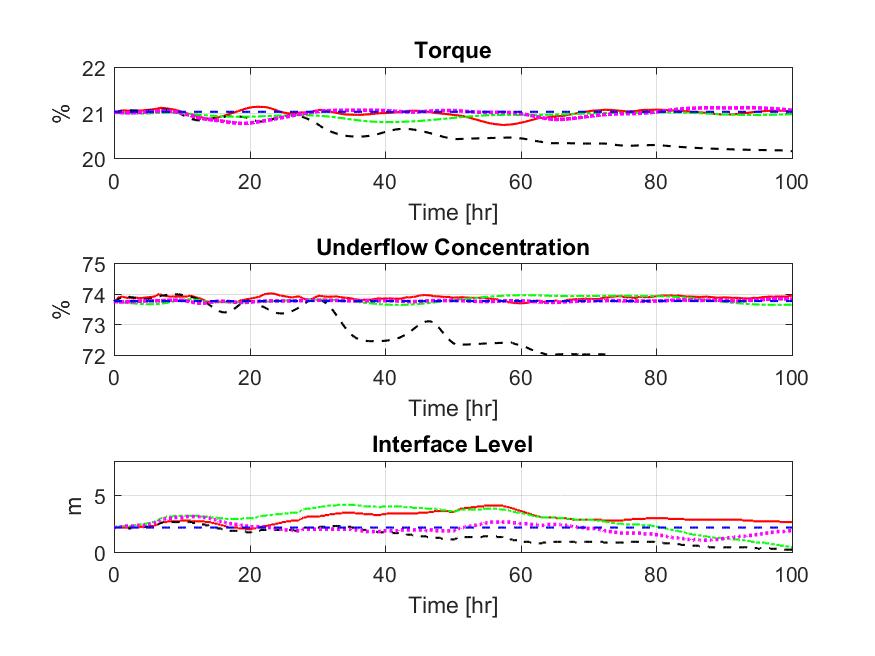 Torque
22
21
20
%
0 20 40 60 80 100
Time [hr]
Underflow Concentration
75
74
73
72
%
0 20 40 60 80 100
Time [hr]
Interface Level
5
0
m
0 20 40 60 80 100
Time [hr]